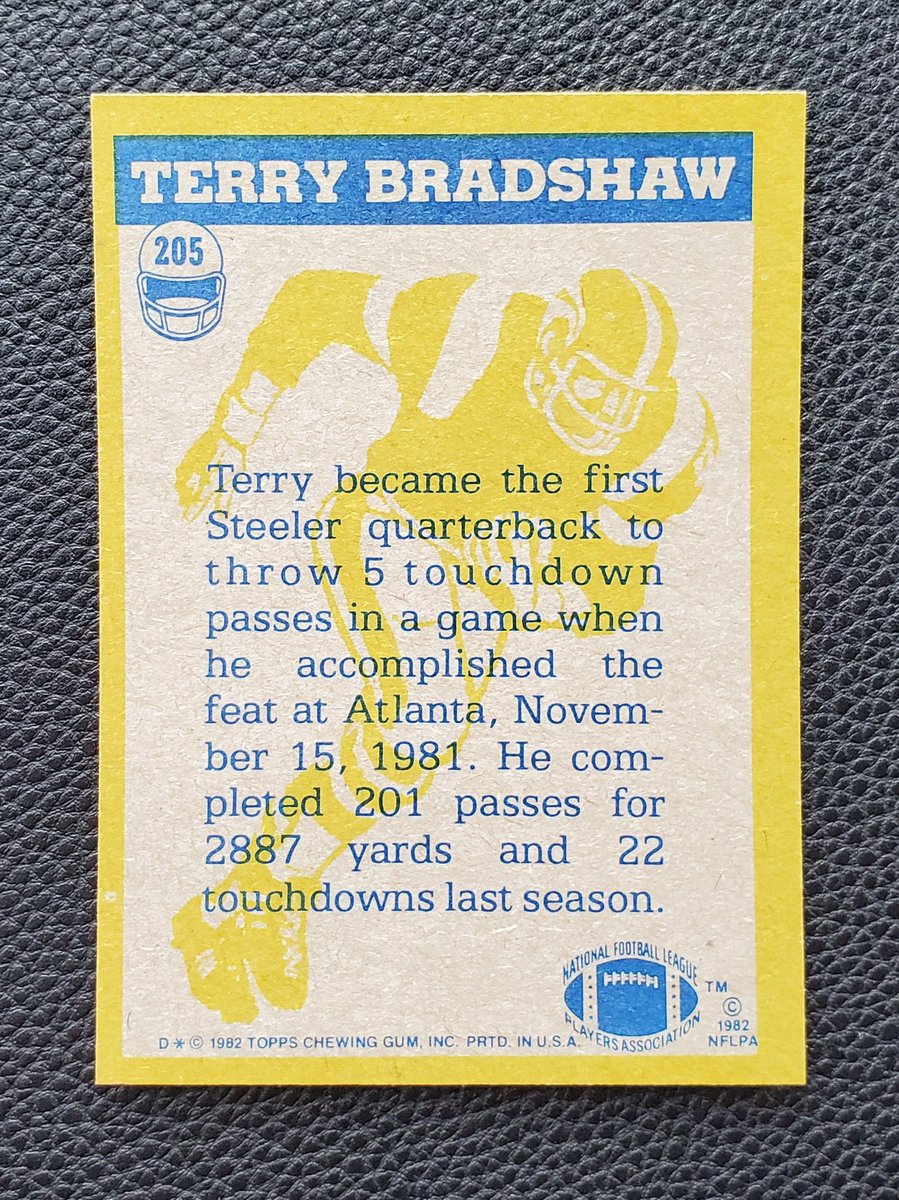 TERRY BRADSHAW
205
Terry became the first
Steeler quarterback to
throw 5 touchdown
passes in a game when
he accomplished the
feat at Atlanta, Novem-
ber 15, 1981. He com-
pleted 201 passes for
2887 yards and 22
touchdowns last season.
NATIONAL FOOTBALL LEAGUE
PLAYERS ASSOCIATION
TM
©
1982
NFLPA
D * © 1982 TOPPS CHEWING GUM, INC. PRTD. IN U.S.A.